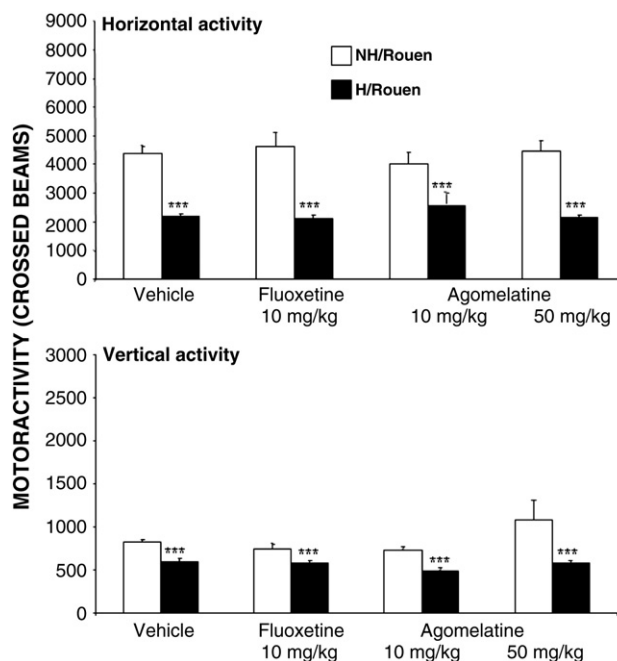 Horizontal activity
9000
8000
7000
6000
5000
4000
3000
2000
1000
0
NH/Rouen
H/Rouen
***
***
***
***
Vehicle
Fluoxetine
10 mg/kg
Agomelatine
10 mg/kg
50 mg/kg
MOTORACTIVITY (CROSSED BEAMS)
Vertical activity
3000
2500
2000
1500
1000
500
0
***
***
***
***
Vehicle
Fluoxetine
10 mg/kg
Agomelatine
10 mg/kg
50 mg/kg